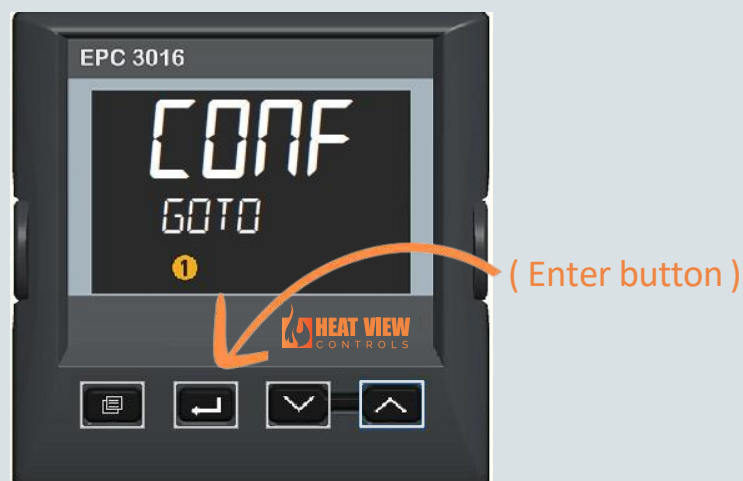 EPC 3016
CONF
GOTO
1
( Enter button )
HEAT VIEW
CONTROLS